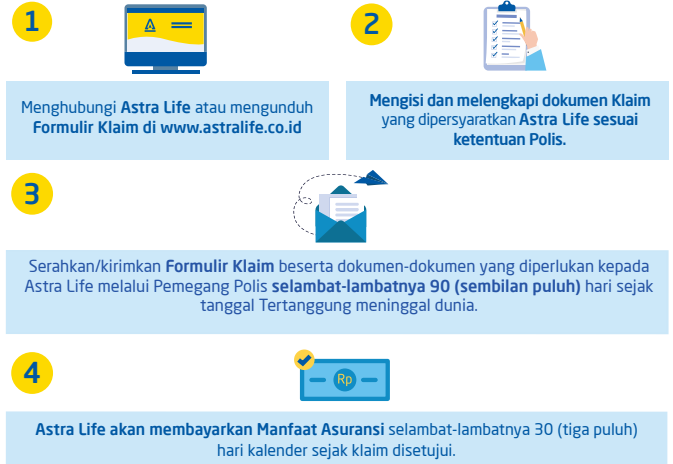 1
Menghubungi Astra Life atau mengunduh
Formulir Klaim di www.astralife.co.id
2
Mengisi dan melengkapi dokumen Klaim
yang dipersyaratkan Astra Life sesuai
ketentuan Polis.
3
Serahkan/kirimkan Formulir Klaim beserta dokumen-dokumen yang diperlukan kepada
Astra Life melalui Pemegang Polis selambat-lambatnya 90 (sembilan puluh) hari sejak
tanggal Tertanggung meninggal dunia.
4
Rp
Astra Life akan membayarkan Manfaat Asuransi selambat-lambatnya 30 (tiga puluh)
hari kalender sejak klaim disetujui.